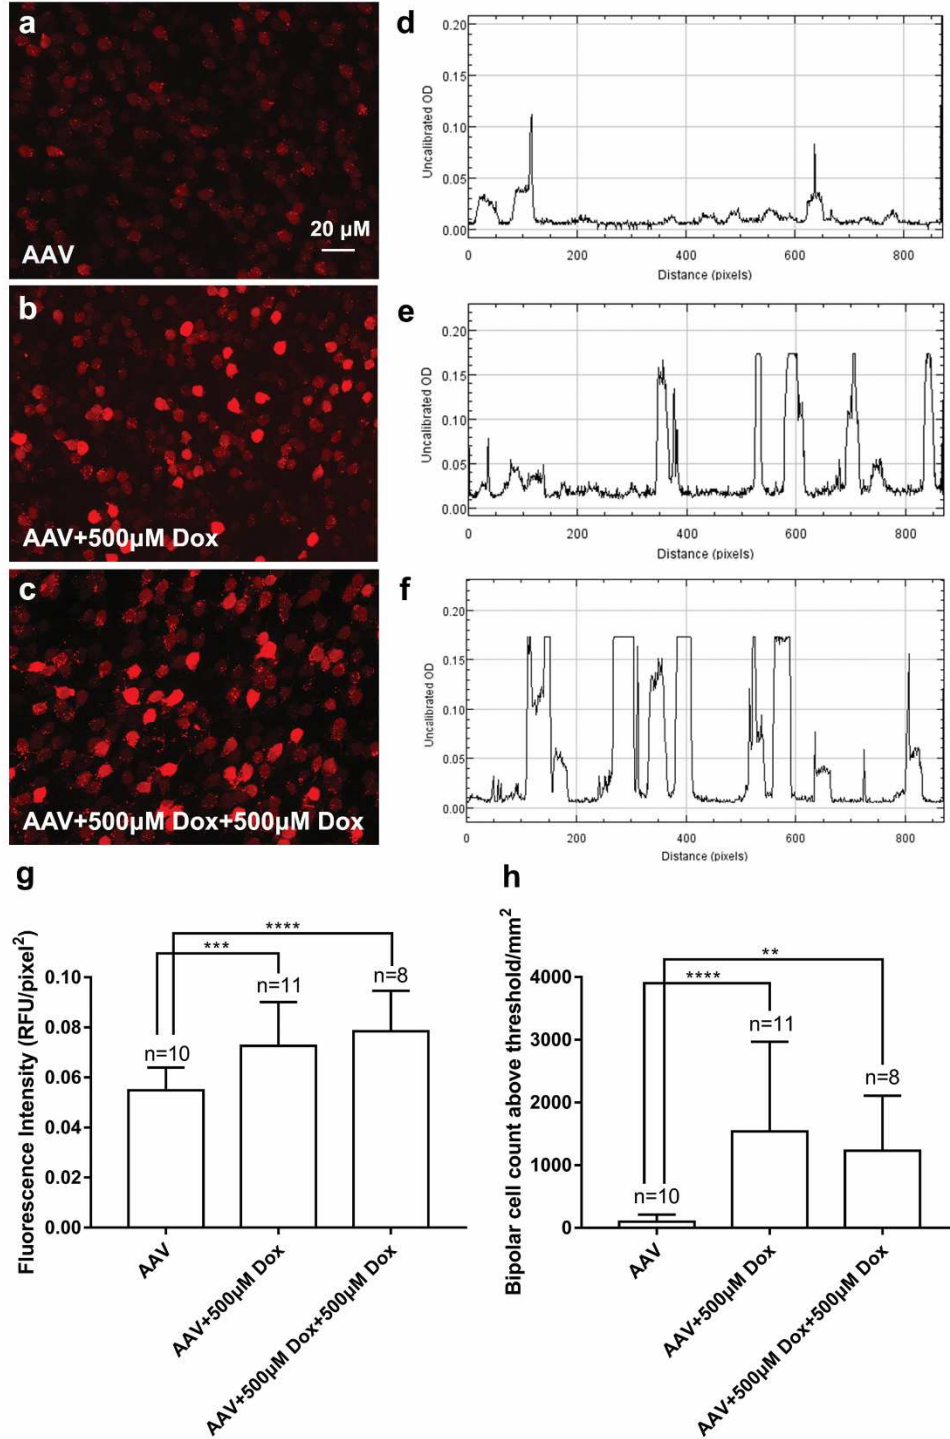 a
20 µM
AAV
b
AAV+500µM Dox
c
AAV+500µM Dox+500µM Dox
d
Uncalibrated OD
0.20
0.15
0.10
0.05
0.00
0 200 400 600 800
Distance (pixels)
e
Uncalibrated OD
0.20
0.15
0.10
0.05
0.00
0 200 400 600 800
Distance (pixels)
f
Uncalibrated OD
0.20
0.15
0.10
0.05
0.00
0 200 400 600 800
Distance (pixels)
g
Fluorescence Intensity (RFU/pixel²)
0.10
0.08
0.06
0.04
0.02
0.00
****
***
n=10
n=11
n=8
AAV
AAV+500µM Dox
AAV+500µM Dox+500µM Dox
h
Bipolar cell count above threshold/mm²
4000
3000
2000
1000
0
**
****
n=10
n=11
n=8
AAV
AAV+500µM Dox
AAV+500µM Dox+500µM Dox